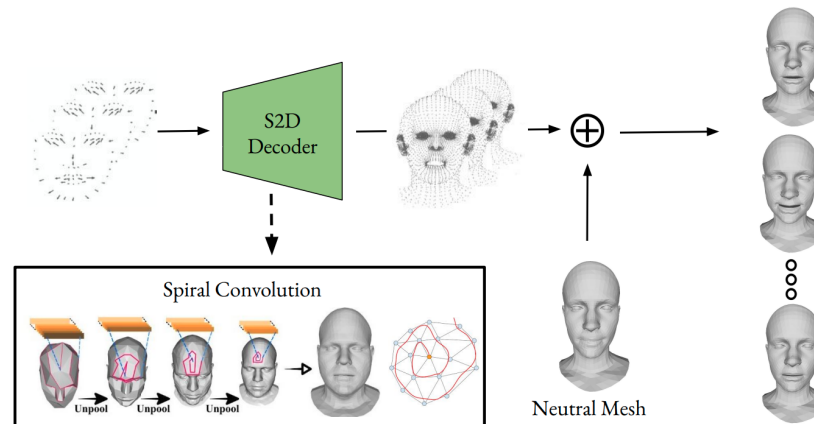 S2D
Decoder
Spiral Convolution
Unpool
Unpool
Unpool
Neutral Mesh